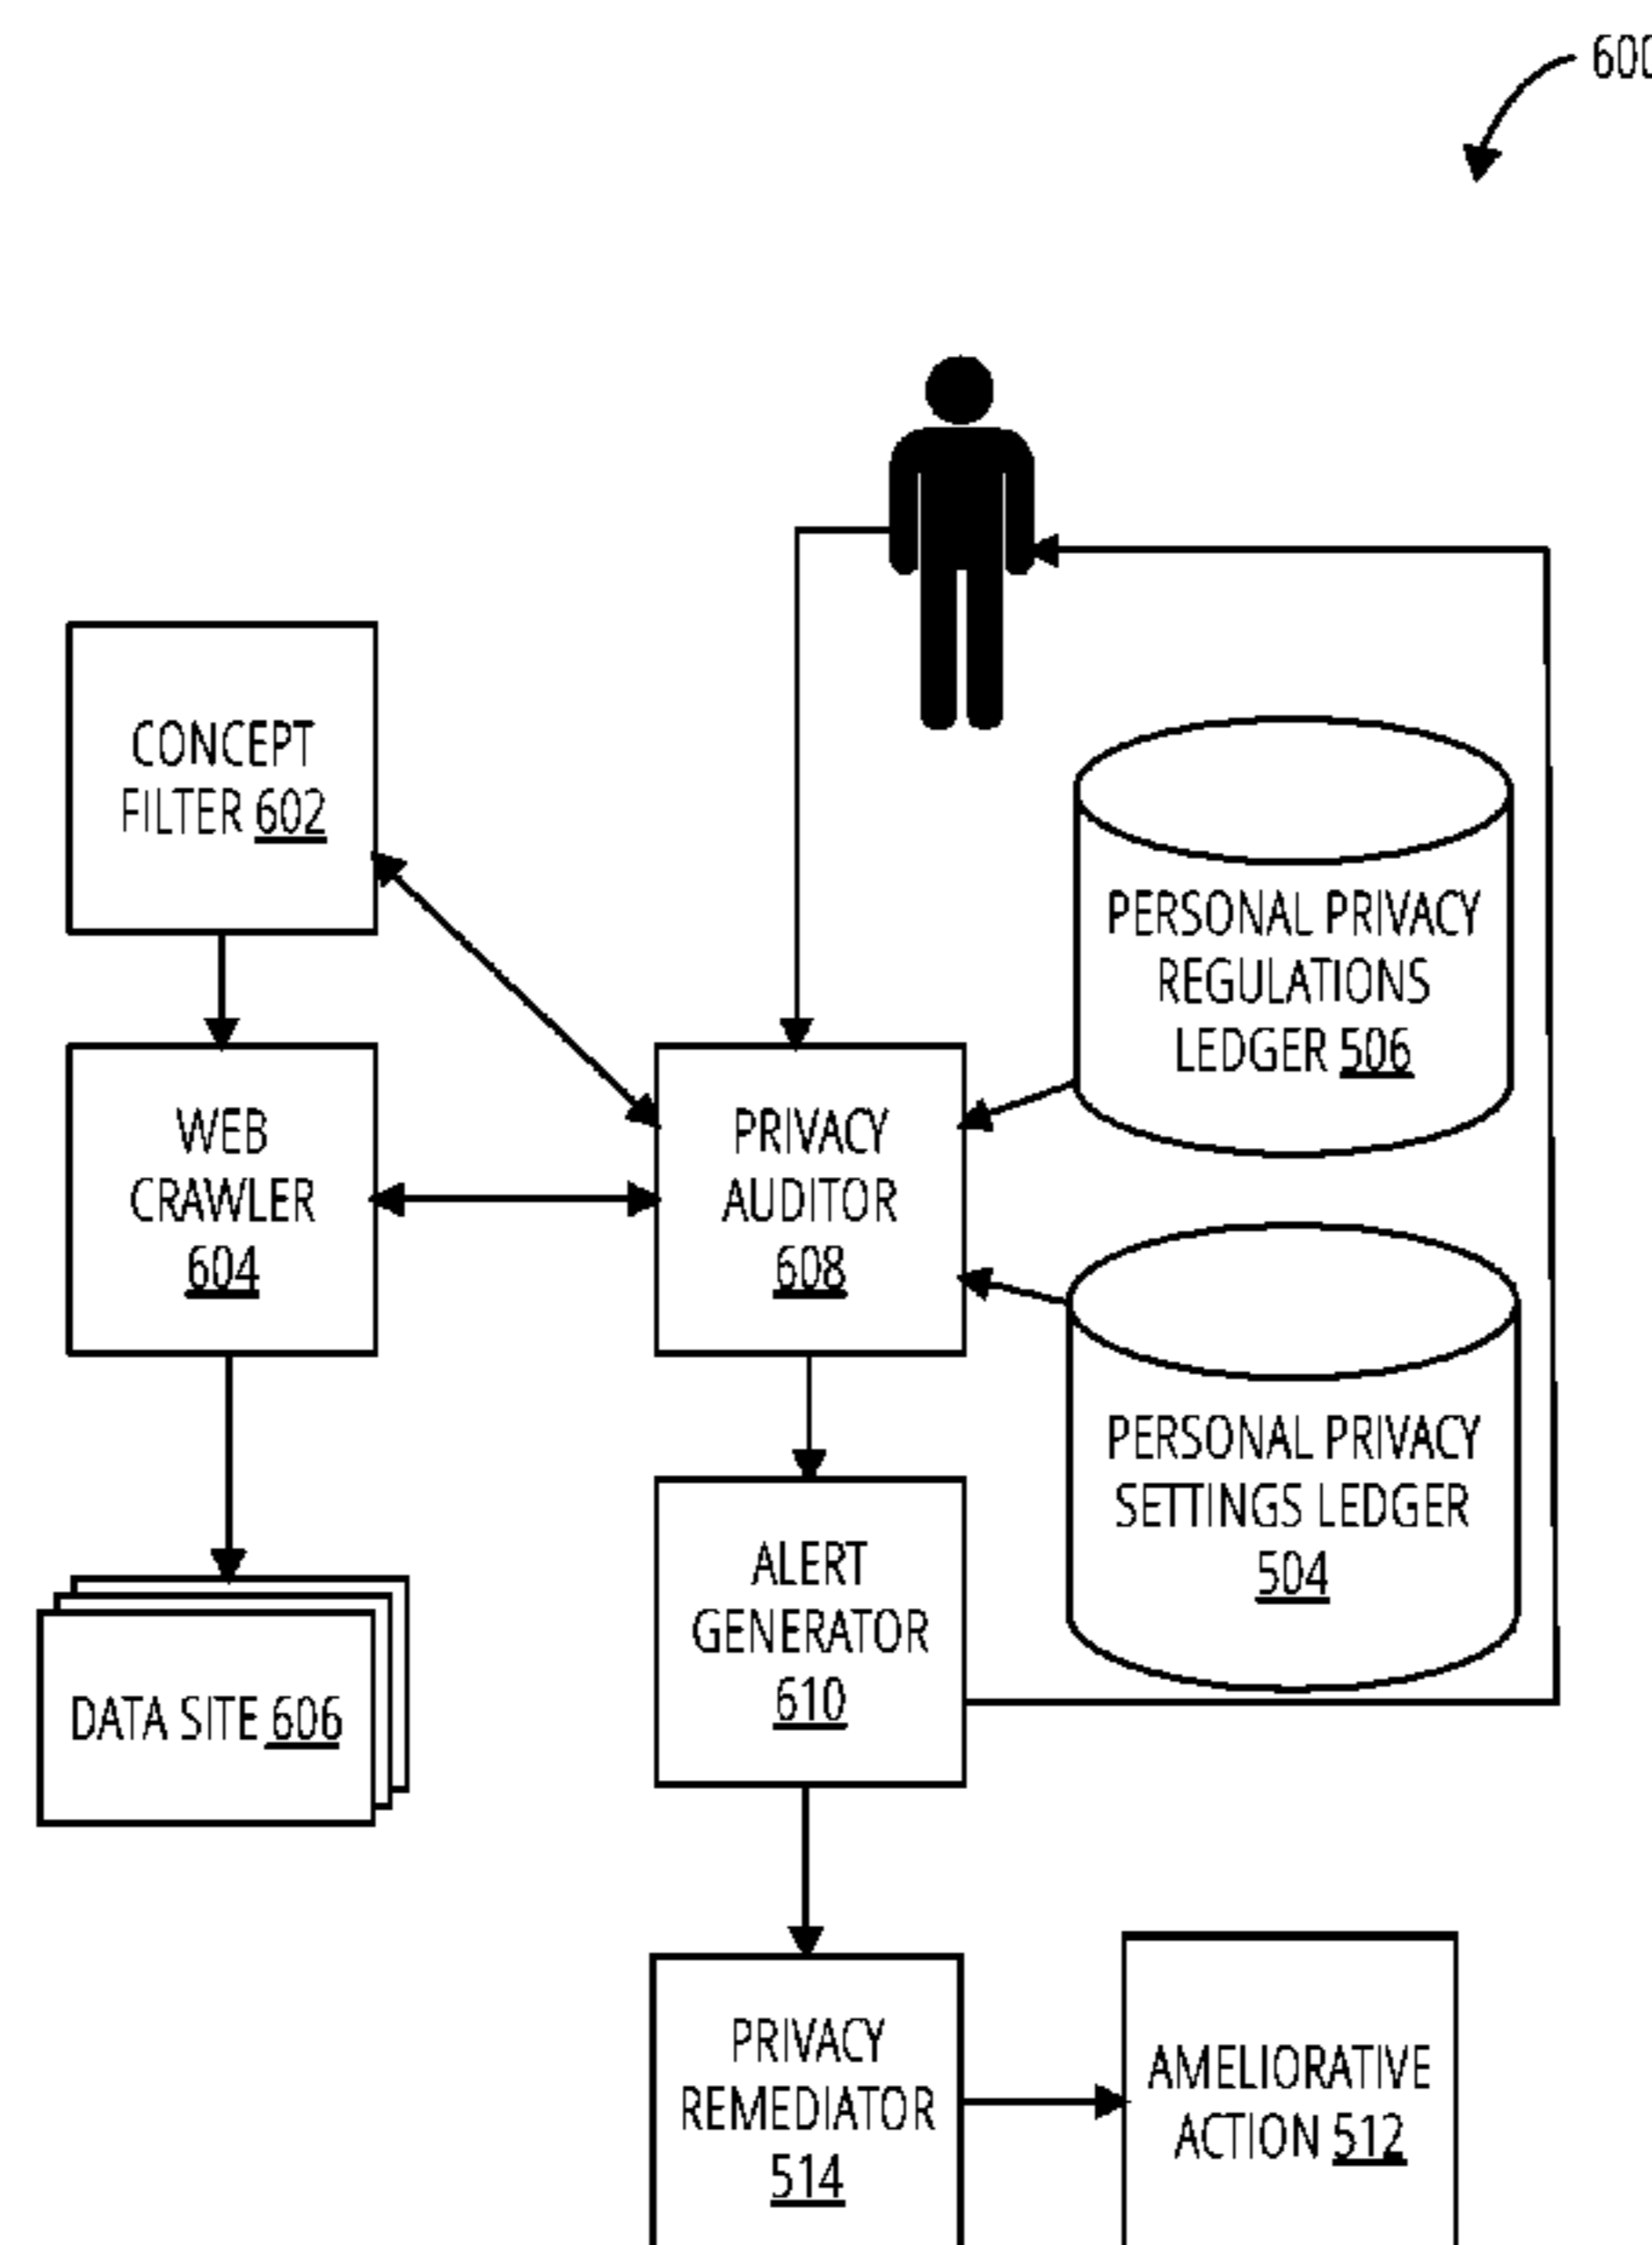 600
CONCEPT
FILTER 602
PERSONAL PRIVACY
REGULATIONS
LEDGER 506
WEB
CRAWLER
604
PRIVACY
AUDITOR
608
PERSONAL PRIVACY
SETTINGS LEDGER
504
ALERT
GENERATOR
610
DATA SITE 606
PRIVACY
REMEDIATOR
514
AMELIORATIVE
ACTION 512